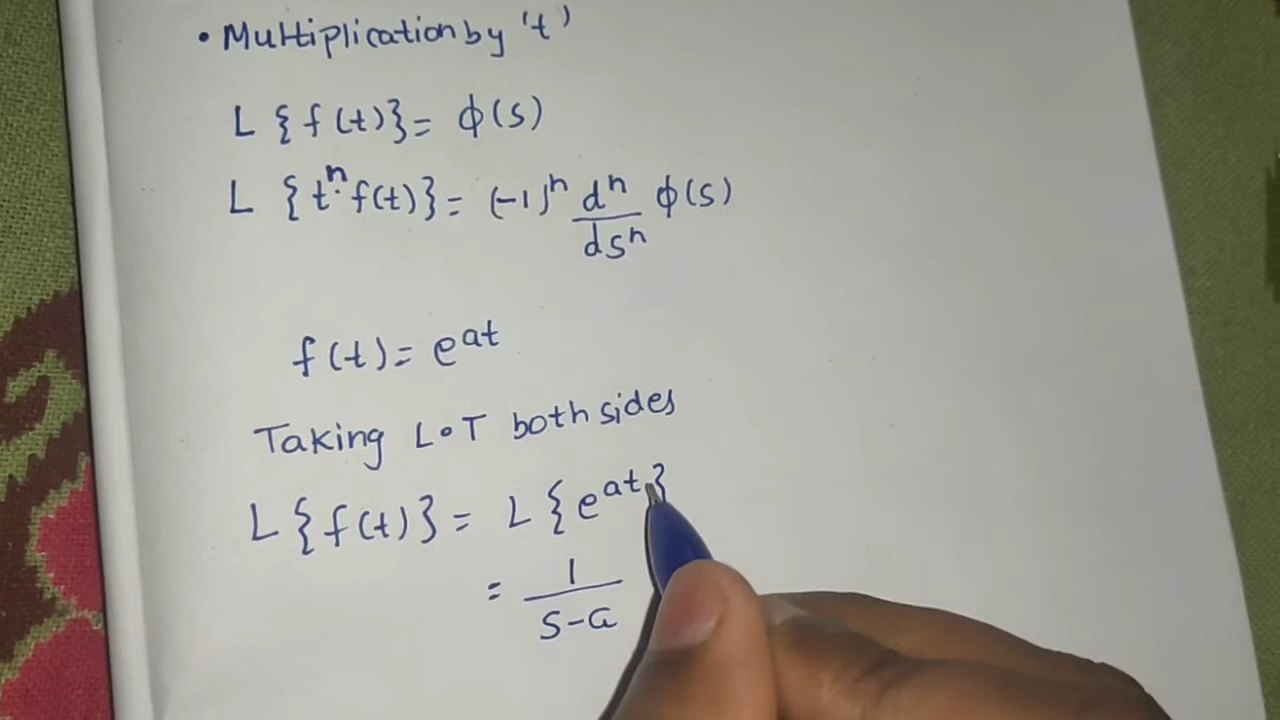 • Multiplication by 't'
L {f(t)} = ϕ(s)
L {tⁿ·f(t)} = (-1)ⁿ dⁿ/dsⁿ ϕ(s)
f(t) = e^at
Taking L•T both sides
L{f(t)} = L{e^at}
= 1/s-a